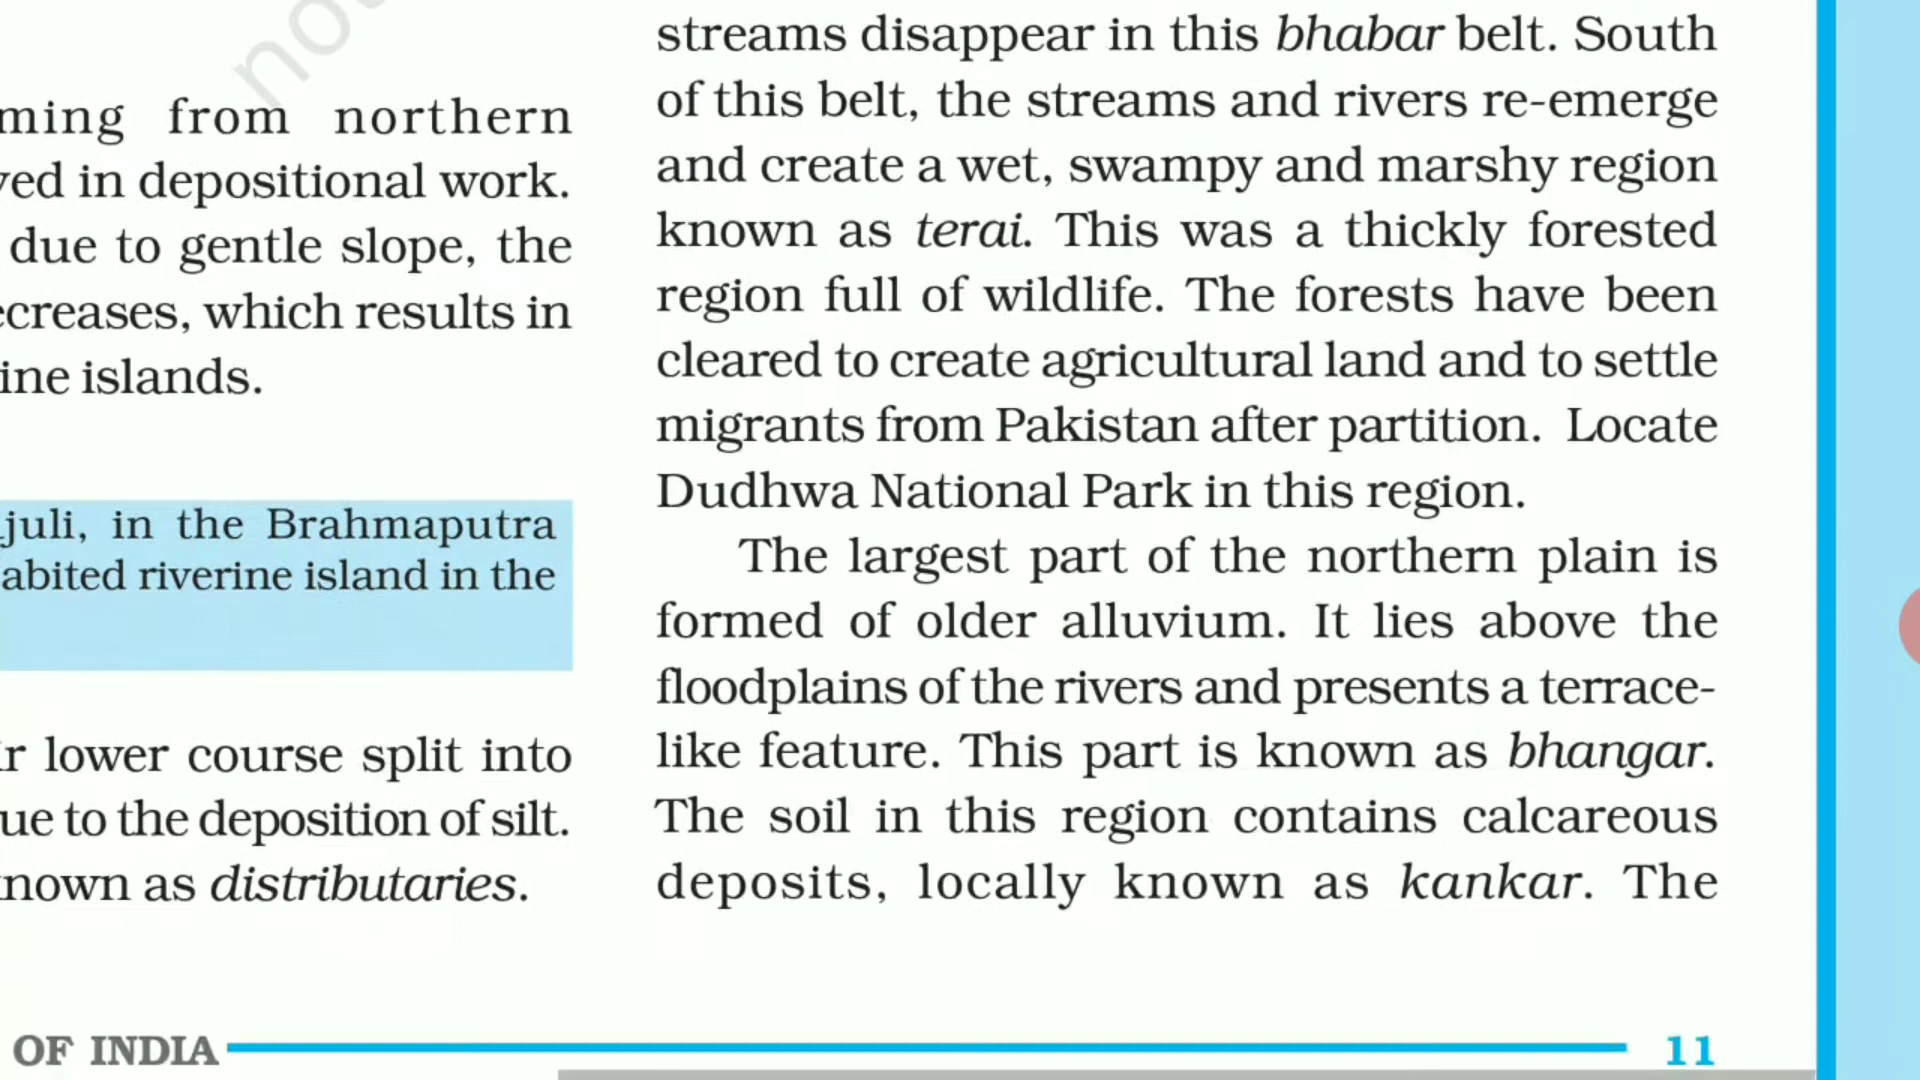 ming from northern
ved in depositional work.
due to gentle slope, the
ecreases, which results in
ine islands.
juli, in the Brahmaputra
abited riverine island in the
ir lower course split into
ue to the deposition of silt.
nown as distributaries.
streams disappear in this bhabar belt. South
of this belt, the streams and rivers re-emerge
and create a wet, swampy and marshy region
known as terai. This was a thickly forested
region full of wildlife. The forests have been
cleared to create agricultural land and to settle
migrants from Pakistan after partition. Locate
Dudhwa National Park in this region.
The largest part of the northern plain is
formed of older alluvium. It lies above the
floodplains of the rivers and presents a terrace-
like feature. This part is known as bhangar.
The soil in this region contains calcareous
deposits, locally known as kankar. The
OF INDIA 11